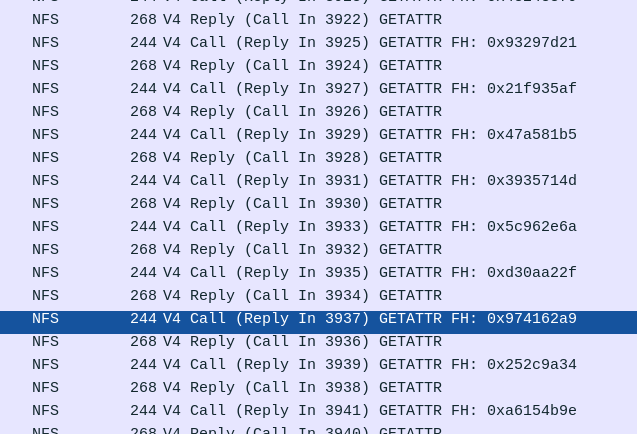 NFS 268 V4 Reply (Call In 3922) GETATTR
NFS 244 V4 Call (Reply In 3925) GETATTR FH: 0x93297d21
NFS 268 V4 Reply (Call In 3924) GETATTR
NFS 244 V4 Call (Reply In 3927) GETATTR FH: 0x21f935af
NFS 268 V4 Reply (Call In 3926) GETATTR
NFS 244 V4 Call (Reply In 3929) GETATTR FH: 0x47a581b5
NFS 268 V4 Reply (Call In 3928) GETATTR
NFS 244 V4 Call (Reply In 3931) GETATTR FH: 0x3935714d
NFS 268 V4 Reply (Call In 3930) GETATTR
NFS 244 V4 Call (Reply In 3933) GETATTR FH: 0x5c962e6a
NFS 268 V4 Reply (Call In 3932) GETATTR
NFS 244 V4 Call (Reply In 3935) GETATTR FH: 0xd30aa22f
NFS 268 V4 Reply (Call In 3934) GETATTR
NFS 244 V4 Call (Reply In 3937) GETATTR FH: 0x974162a9
NFS 268 V4 Reply (Call In 3936) GETATTR
NFS 244 V4 Call (Reply In 3939) GETATTR FH: 0x252c9a34
NFS 268 V4 Reply (Call In 3938) GETATTR
NFS 244 V4 Call (Reply In 3941) GETATTR FH: 0xa6154b9e
NFS 268 V4 Reply (Call In 3940) GETATTR